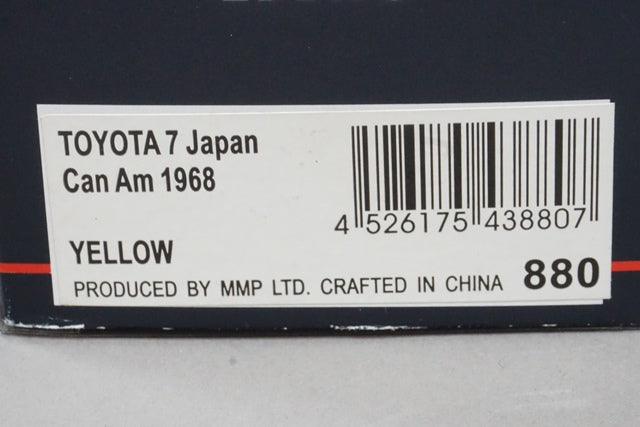 TOYOTA 7 Japan
Can Am 1968
4 526175 438807
YELLOW
PRODUCED BY MMP LTD. CRAFTED IN CHINA 880